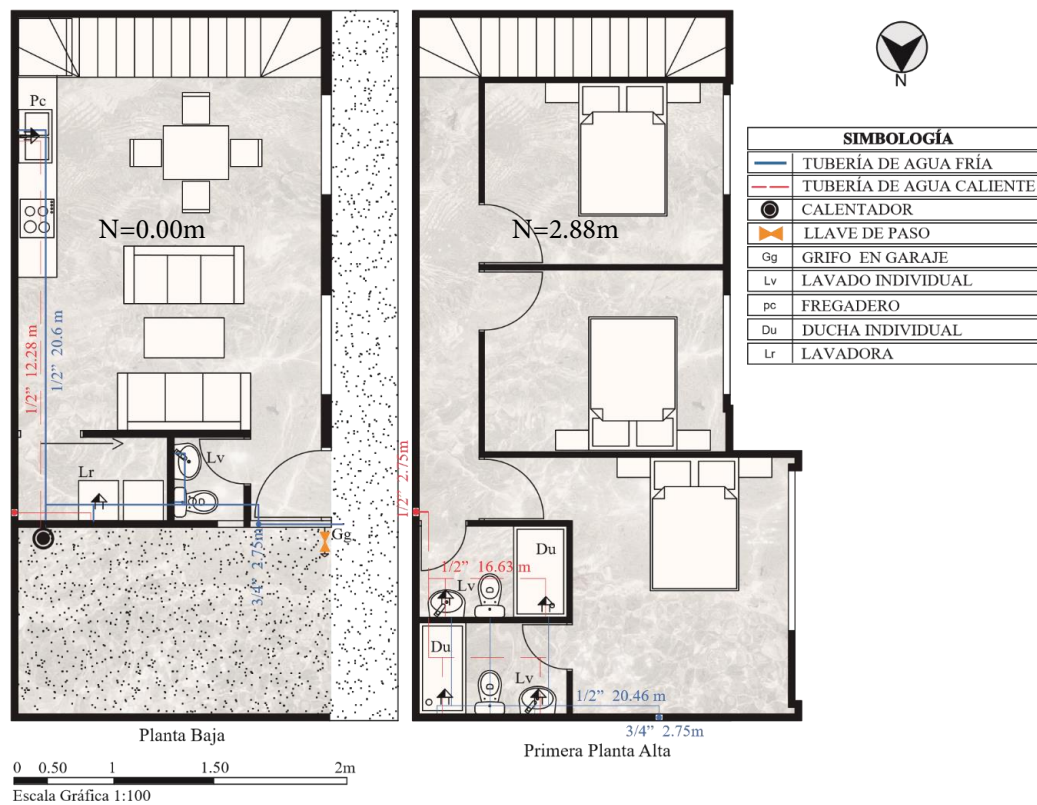 Pc
N=0.00m
1/2” 12.28 m
1/2” 20.6 m
Lv
Lr
Gg
3/4” 2.75m
Planta Baja
0 0.50 1 1.50 2m
Escala Gráfica 1:100
N=2.88m
1/2” 2.75m
Du
1/2” 16.63 m
Lv
Du
Lv
1/2” 20.46 m
3/4” 2.75m
Primera Planta Alta
N
SIMBOLOGÍA
TUBERÍA DE AGUA FRÍA
TUBERÍA DE AGUA CALIENTE
CALENTADOR
LLAVE DE PASO
Gg GRIFO EN GARAJE
Lv LAVADO INDIVIDUAL
pc FREGADERO
Du DUCHA INDIVIDUAL
Lr LAVADORA